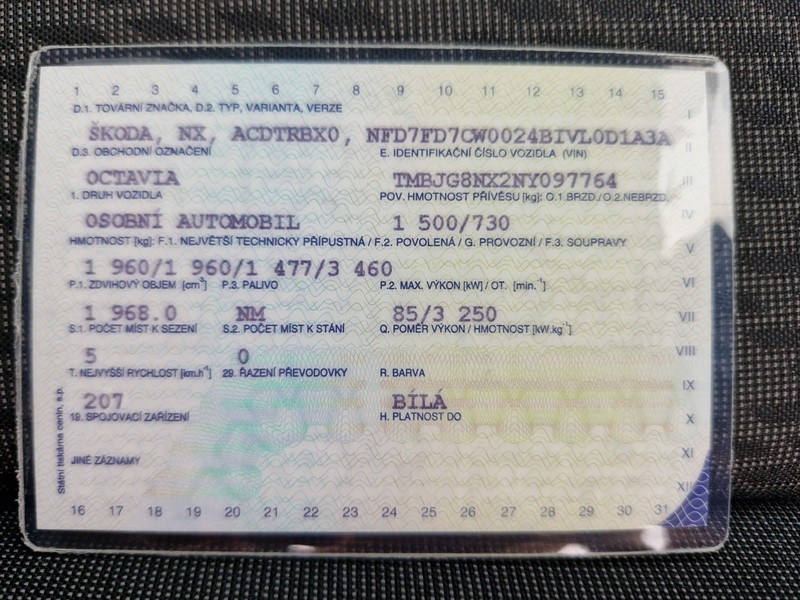 1 2 3 4 5 6 7 8 9 10 11 12 13 14 15
D.1. TOVÁRNÍ ZNAČKA, D.2. TYP, VARIANTA, VERZE
I
ŠKODA, NX, ACDTRBX0, NFD7FD7CW0024BIVL0D1A3A
II
D.3. OBCHODNÍ OZNAČENÍ E. IDENTIFIKAČNÍ ČÍSLO VOZIDLA (VIN)
OCTAVIA TMBJG8NX2NY097764
III
1. DRUH VOZIDLA POV. HMOTNOST PŘÍVĚSU [kg]: O.1.BRZD./O.2.NEBRZD.
OSOBNÍ AUTOMOBIL 1 500/730
IV
HMOTNOST [kg]: F.1. NEJVĚTŠÍ TECHNICKY PŘÍPUSTNÁ / F.2. POVOLENÁ / G. PROVOZNÍ / F.3. SOUPRAVY
V
1 960/1 960/1 477/3 460
P.1. ZDVIHOVÝ OBJEM [cm³] P.3. PALIVO P.2. MAX. VÝKON [kW] / OT. [min.⁻¹]
VI
1 968.0 NM 85/3 250
VII
S.1. POČET MÍST K SEZENÍ S.2. POČET MÍST K STÁNÍ Q. POMĚR VÝKON / HMOTNOST [kW.kg⁻¹]
5 0
VIII
T. NEJVYŠŠÍ RYCHLOST [km.h⁻¹] 29. ŘAZENÍ PŘEVODOVKY R. BARVA
IX
207 BÍLÁ
19. SPOJOVACÍ ZAŘÍZENÍ H. PLATNOST DO
X
XI
JINÉ ZÁZNAMY
XII
Státní tiskárna cenin, s.p.
16 17 18 19 20 21 22 23 24 25 26 27 28 29 30 31